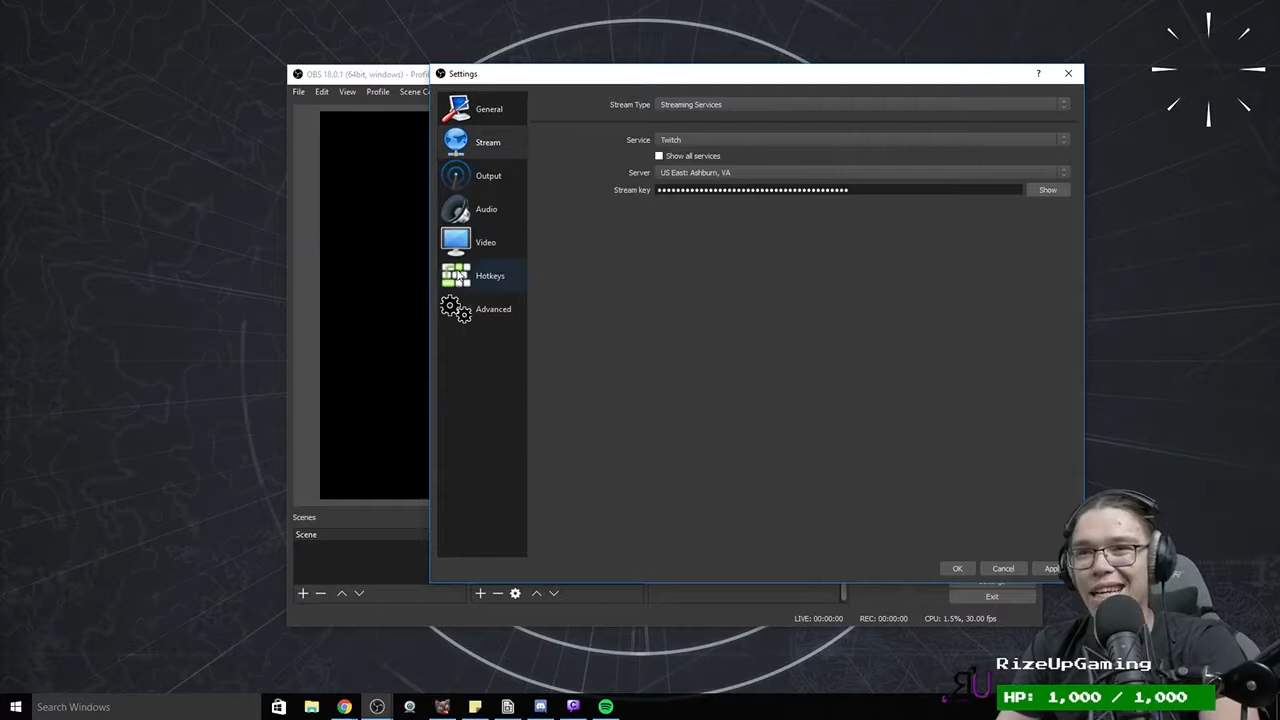 OBS 18.0.1 (64bit, windows) - Profi
Settings
?
File Edit View Profile Scene Co
General
Stream
Output
Audio
Video
Hotkeys
Advanced
Stream Type Streaming Services
Service Twitch
Show all services
Server US East: Ashburn, VA
Stream key ●●●●●●●●●●●●●●●●●●●●●●●●●●●●●●●●●●●●●●●●●● Show
OK Cancel Appl
Scenes
Scene
Exit
LIVE: 00:00:00 REC: 00:00:00 CPU: 1.5%, 30.00 fps
RizeUpGaming
RU
HP: 1,000 / 1,000
Search Windows